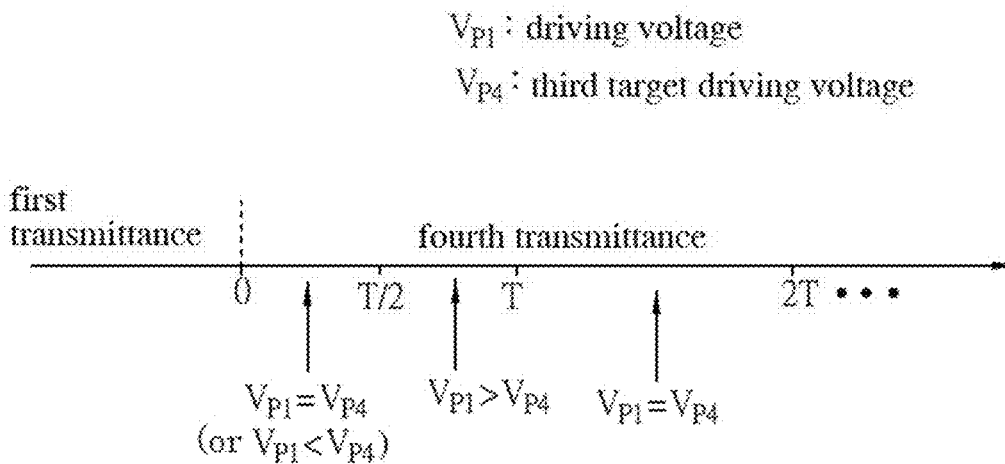 V_P1 : driving voltage
V_P4 : third target driving voltage
first
transmittance
fourth transmittance
0 T/2 T 2T •••
V_P1=V_P4
(or V_P1<V_P4)
V_P1>V_P4
V_P1=V_P4